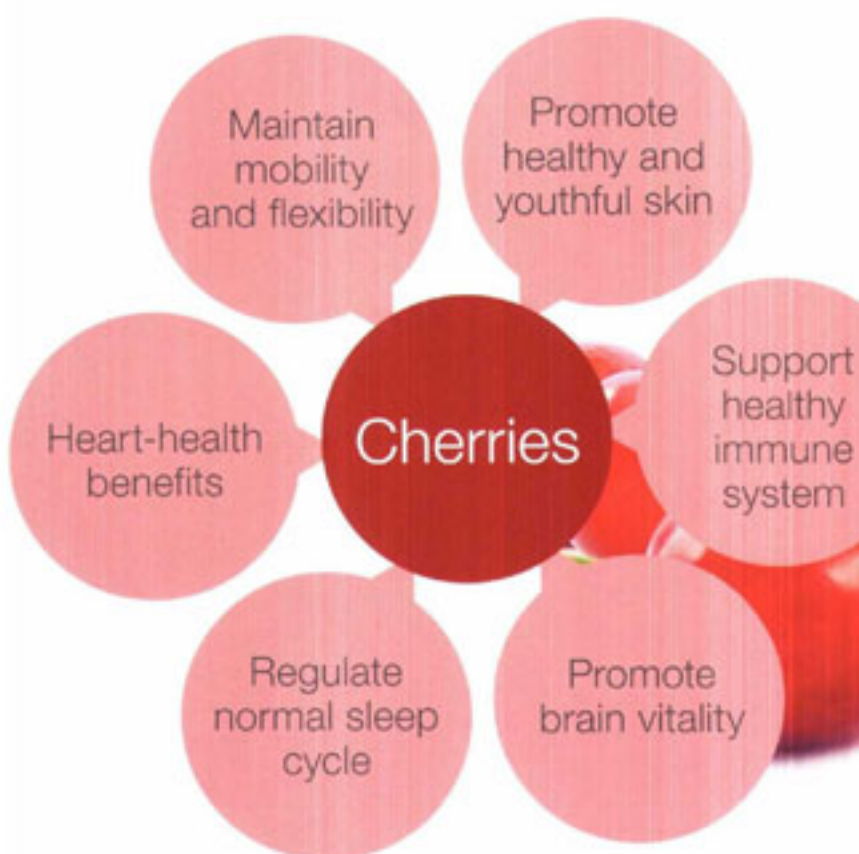 Maintain
mobility
and flexibility
Promote
healthy and
youthful skin
Heart-health
benefits
Cherries
Support
healthy
immune
system
Regulate
normal sleep
cycle
Promote
brain vitality